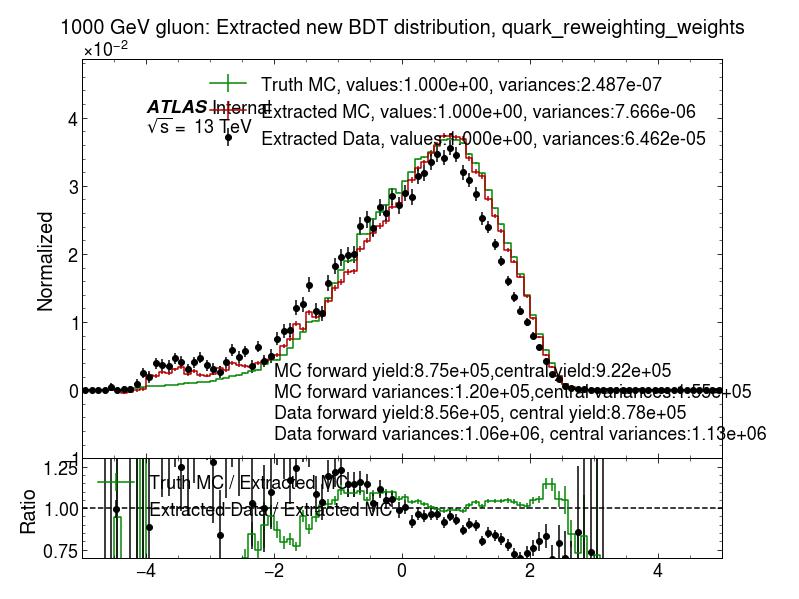 1000 GeV gluon: Extracted new BDT distribution, quark_reweighting_weights
×10⁻²
Truth MC, values:1.000e+00, variances:2.487e-07
ATLAS Internal
Extracted MC, values:1.000e+00, variances:7.666e-06
√s = 13 TeV
Extracted Data, values:1.000e+00, variances:6.462e-05
4
3
2
1
0
Normalized
MC forward yield:8.75e+05,central yield:9.22e+05
MC forward variances:1.20e+05,central variances:1.55e+05
Data forward yield:8.56e+05, central yield:8.78e+05
Data forward variances:1.06e+06, central variances:1.13e+06
1
1.25
1.00
0.75
Ratio
Truth MC / Extracted MC
Extracted Data / Extracted MC
−4 −2 0 2 4